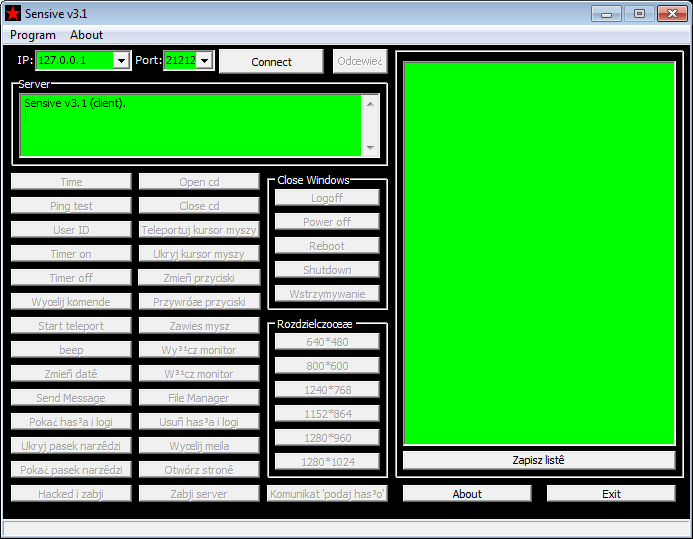 Sensive v3.1
Program About
IP: 127.0.0.1 Port: 21212 Connect Odœwie¿
Server
Sensive v3.1 (client).
Time Open cd
Ping test Close cd
User ID Teleportuj kursor myszy
Timer on Ukryj kursor myszy
Timer off Zmieñ przyciski
Wyœlij komende Przywróæ przyciski
Start teleport Zawies mysz
beep Wy³¹cz monitor
Zmieñ datê W³¹cz monitor
Send Message File Manager
Poka¿ has³a i logi Usuñ has³a i logi
Ukryj pasek narzêdzi Wyœlij meila
Poka¿ pasek narzêdzi Otwórz stronê
Hacked i zabji Zabji server
Close Windows
Logoff
Power off
Reboot
Shutdown
Wstrzymywanie
Rozdzielczoœæ
640*480
800*600
1240*768
1152*864
1280*960
1280*1024
Komunikat 'podaj has³o'
Zapisz listê
About Exit